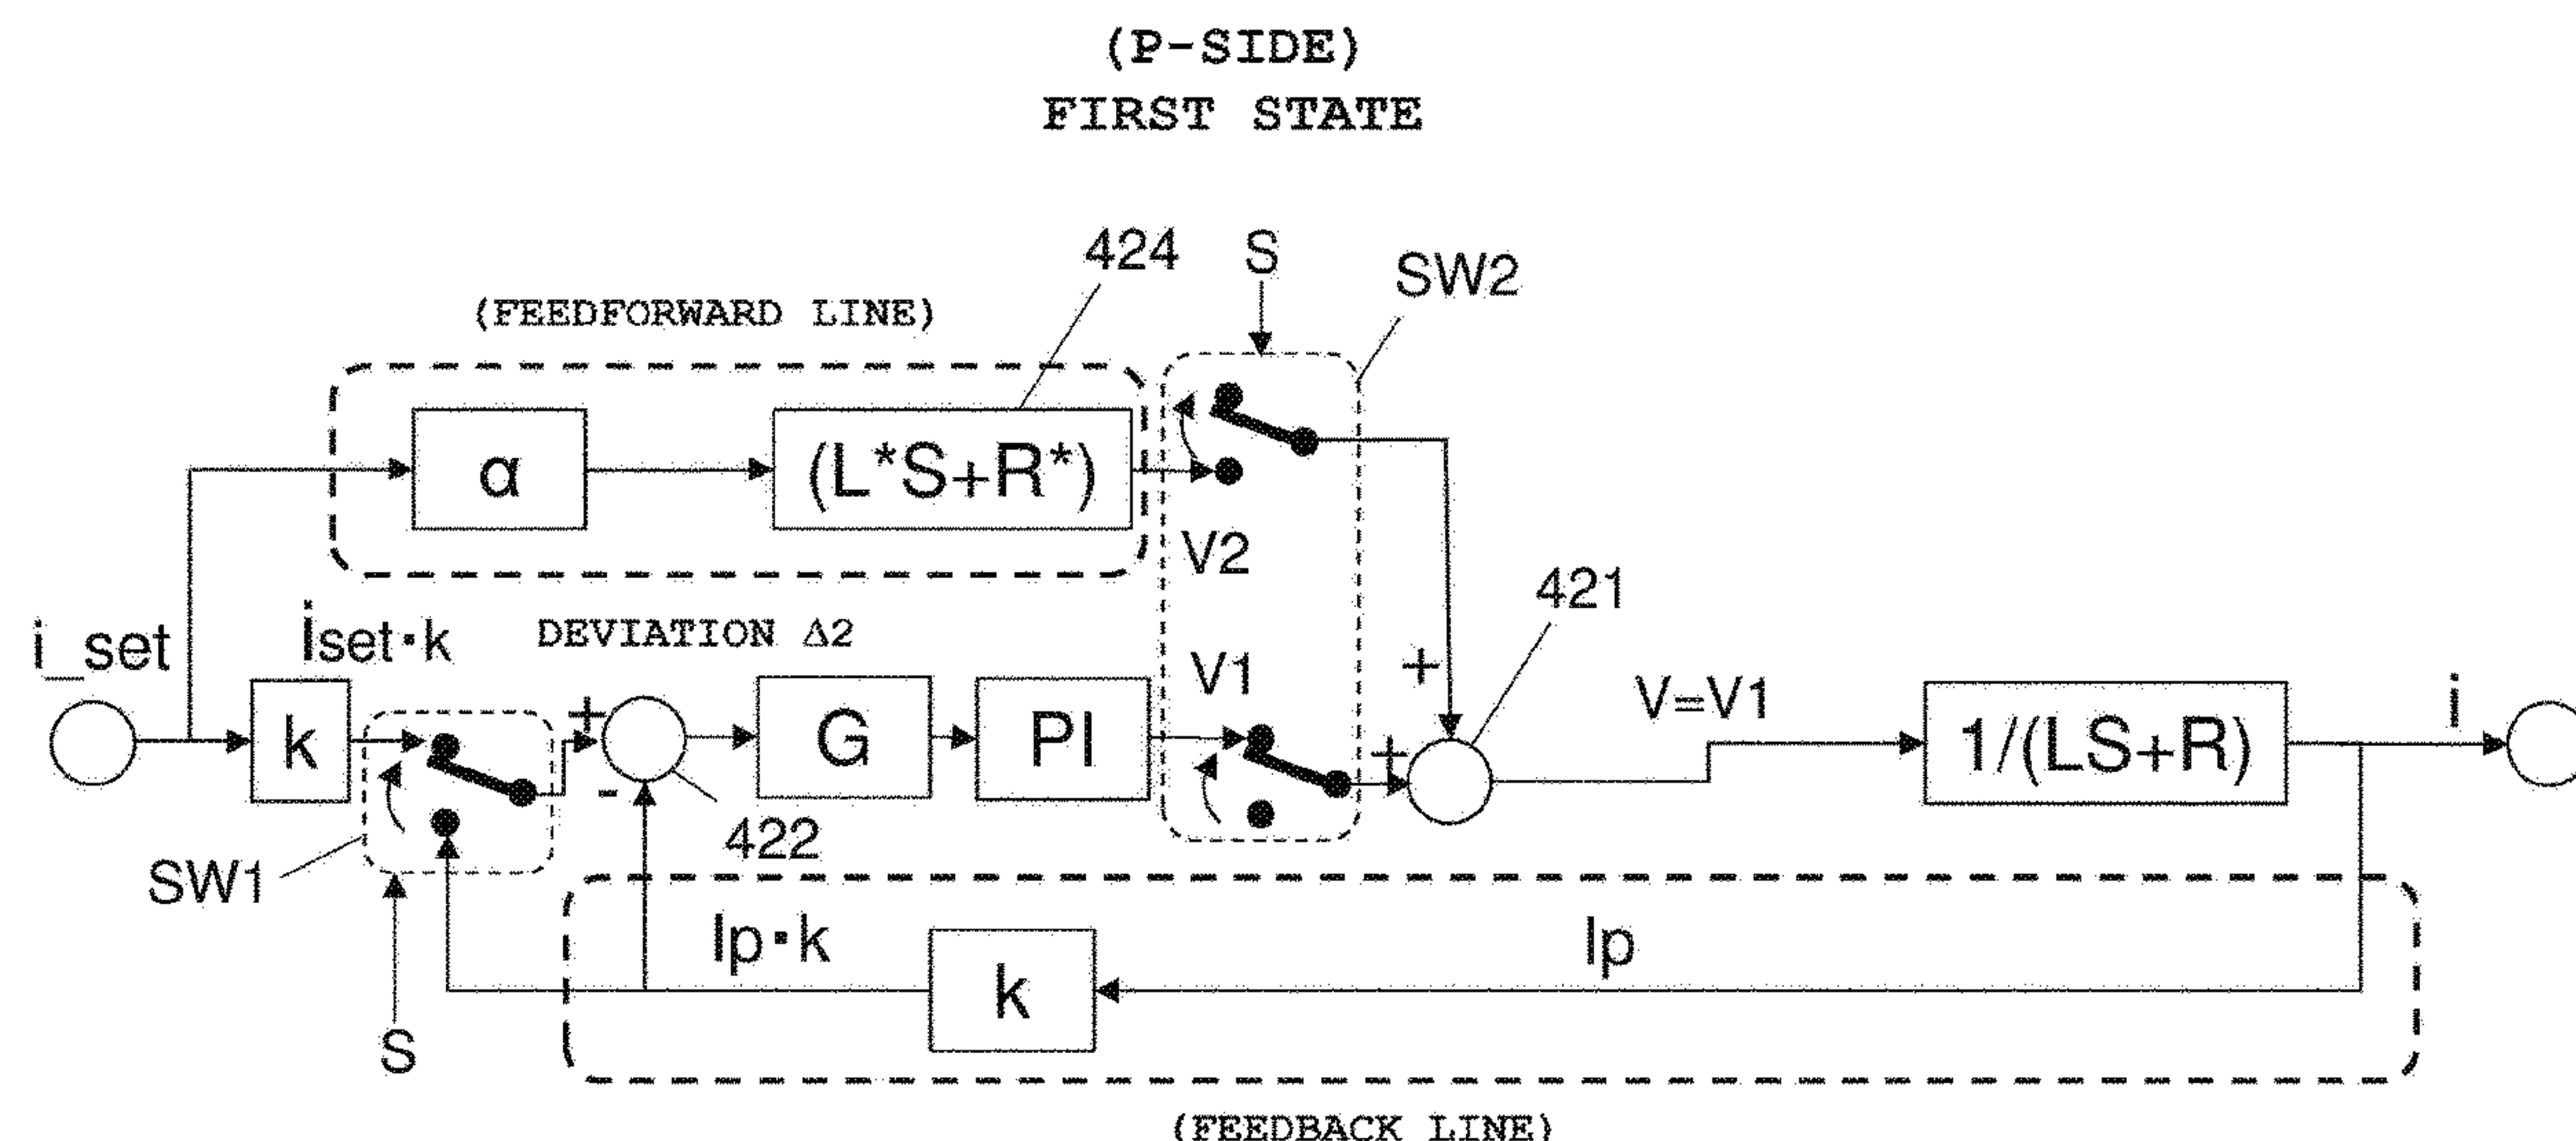 (P-SIDE)
FIRST STATE
424
S
SW2
(FEEDFORWARD LINE)
α
(L*S+R*)
V2
421
i_set
iset·k
DEVIATION Δ2
V1
+
V=V1
i
k
+
G
PI
+
1/(LS+R)
-
422
SW1
Ip·k
Ip
k
S
(FEEDBACK LINE)